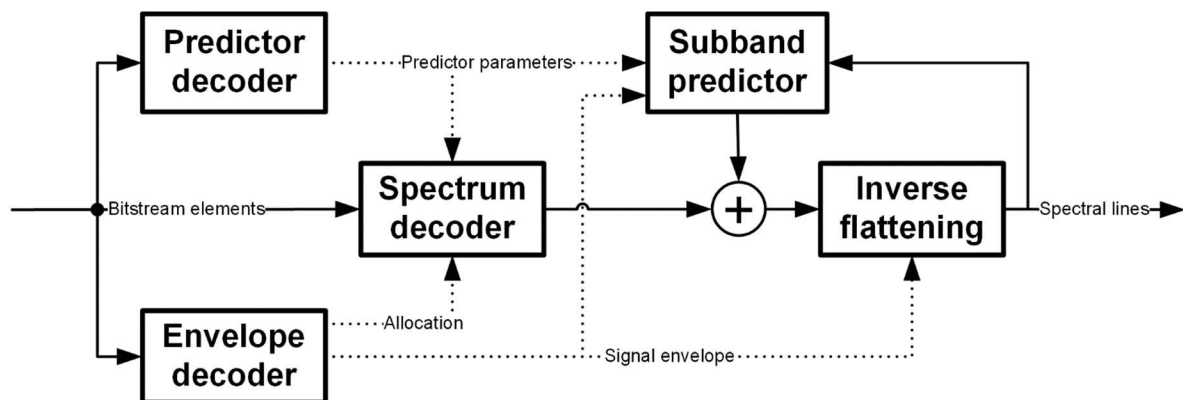 Predictor
decoder
Predictor parameters
Subband
predictor
Bitstream elements
Spectrum
decoder
+
Inverse
flattening
Spectral lines
Envelope
decoder
Allocation
Signal envelope